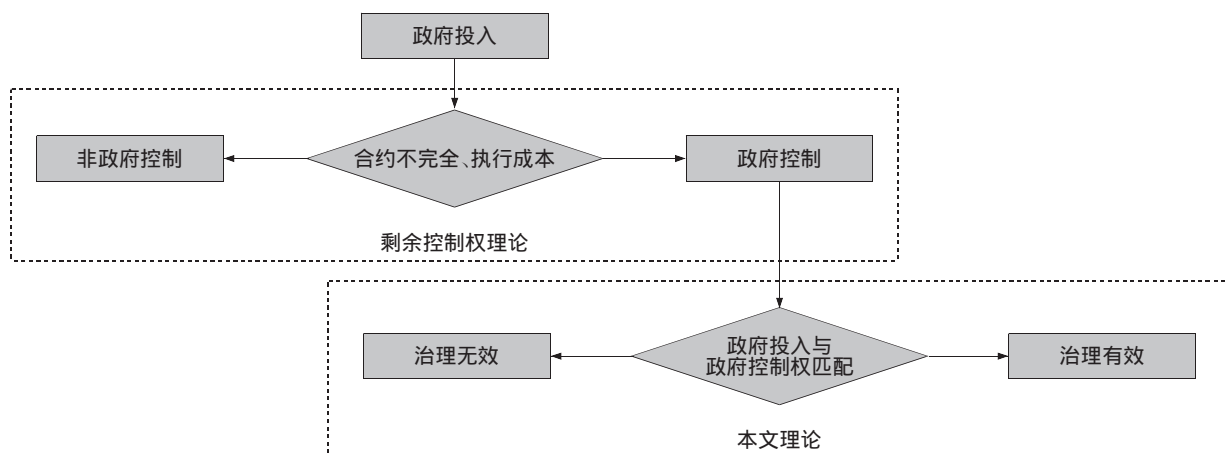 政府投入
非政府控制
合约不完全、执行成本
政府控制
剩余控制权理论
治理无效
政府投入与
政府控制权匹配
治理有效
本文理论